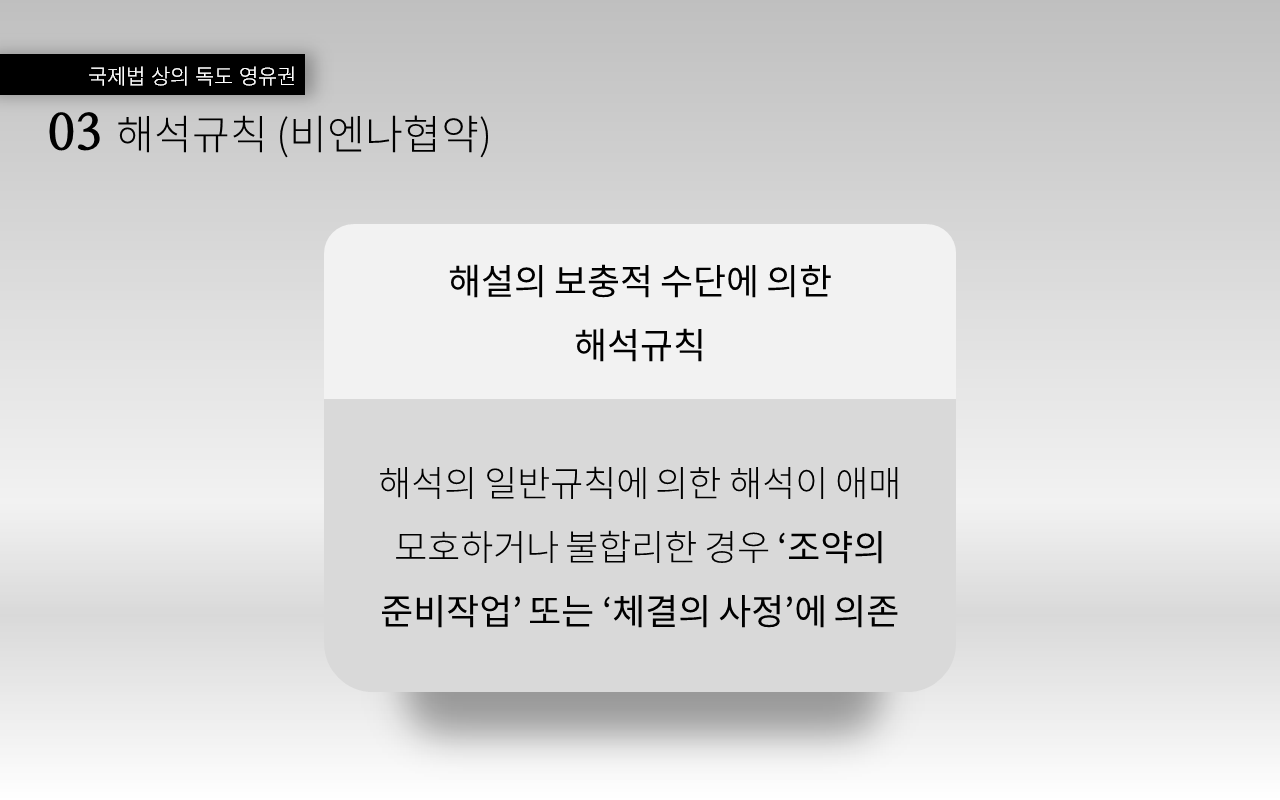 국제법 상의 독도 영유권
03 해석규칙 (비엔나협약)
해설의 보충적 수단에 의한
해석규칙
해석의 일반규칙에 의한 해석이 애매
모호하거나 불합리한 경우 ‘조약의
준비작업’ 또는 ‘체결의 사정’에 의존